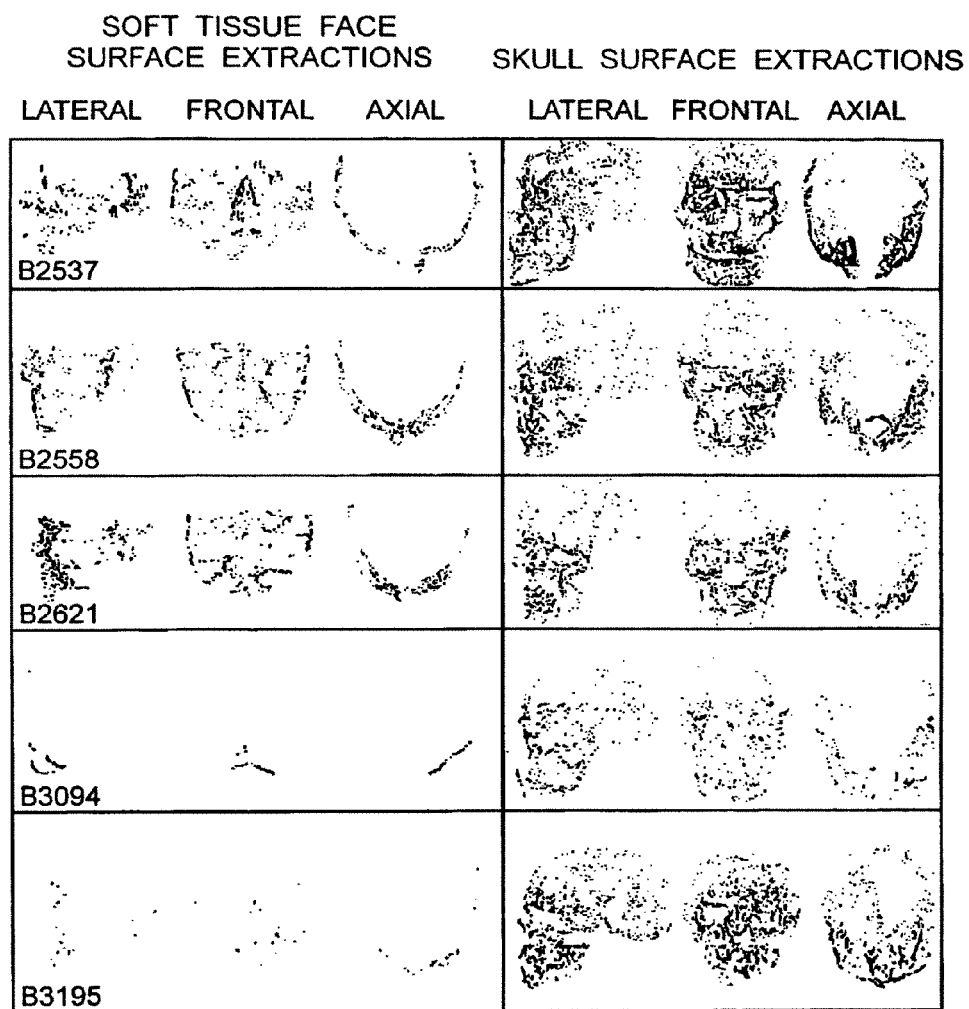 SOFT TISSUE FACE
SURFACE EXTRACTIONS
SKULL SURFACE EXTRACTIONS
LATERAL FRONTAL AXIAL
LATERAL FRONTAL AXIAL
B2537
B2558
B2621
B3094
B3195